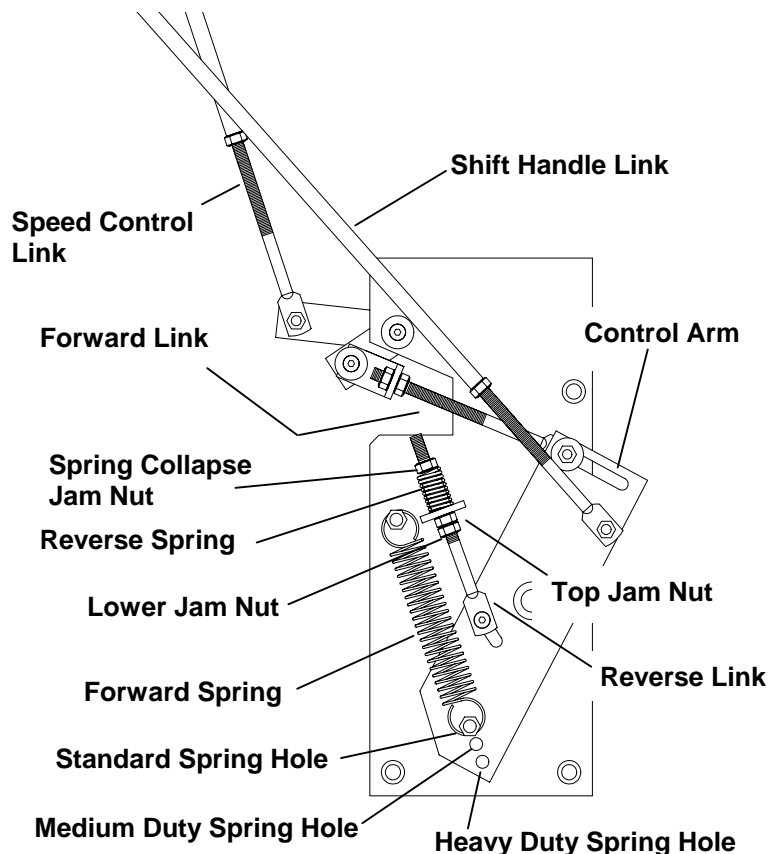 Shift Handle Link
Speed Control
Link
Control Arm
Forward Link
Spring Collapse
Jam Nut
Reverse Spring
Top Jam Nut
Lower Jam Nut
Reverse Link
Forward Spring
Standard Spring Hole
Medium Duty Spring Hole
Heavy Duty Spring Hole